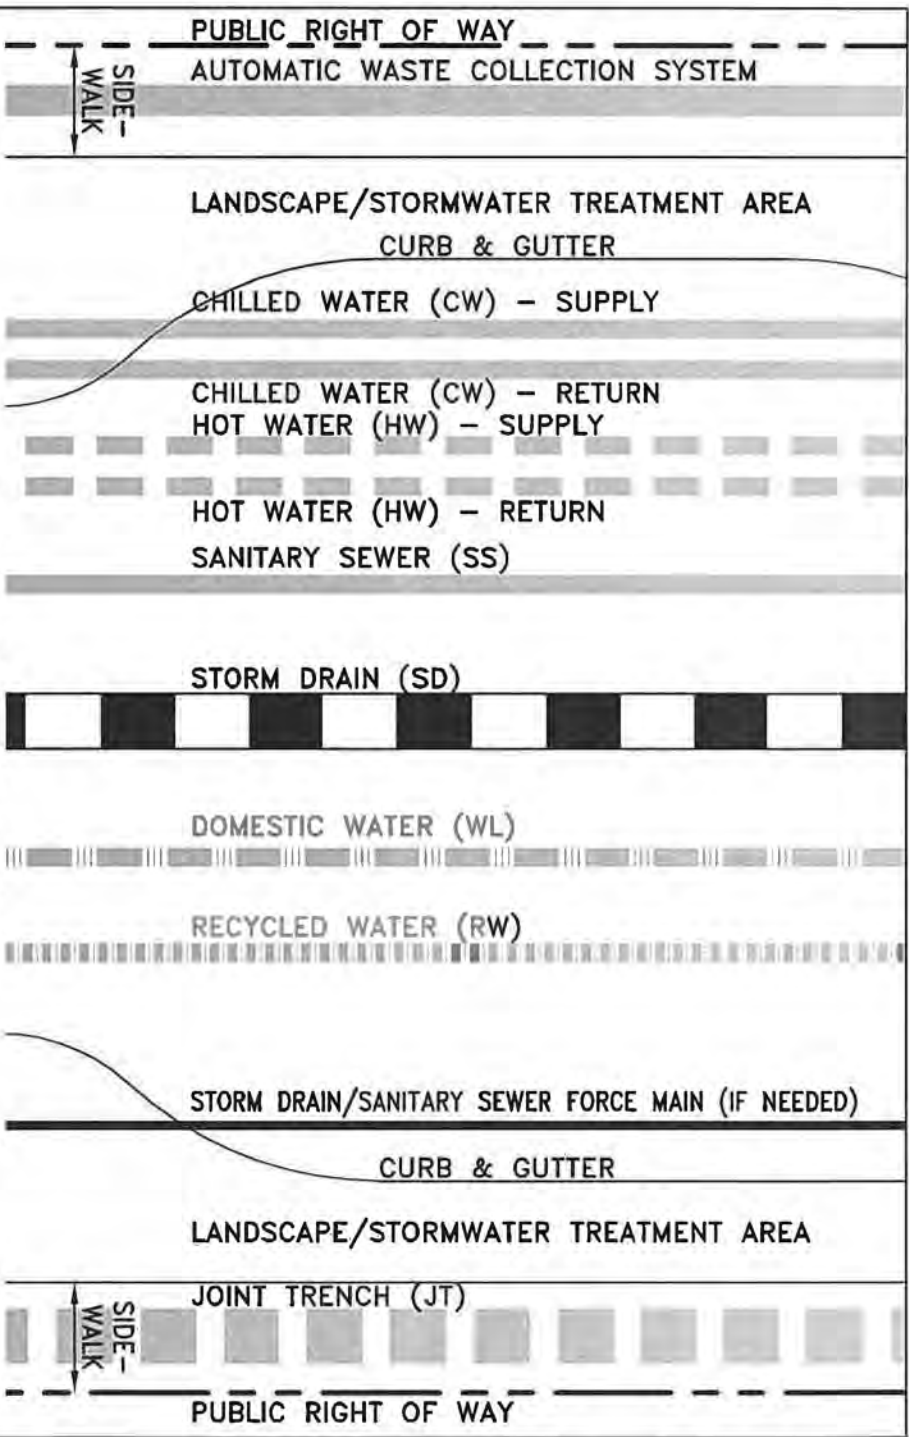 PUBLIC RIGHT OF WAY
AUTOMATIC WASTE COLLECTION SYSTEM
SIDE-
WALK
LANDSCAPE/STORMWATER TREATMENT AREA
CURB & GUTTER
CHILLED WATER (CW) – SUPPLY
CHILLED WATER (CW) – RETURN
HOT WATER (HW) – SUPPLY
HOT WATER (HW) – RETURN
SANITARY SEWER (SS)
STORM DRAIN (SD)
DOMESTIC WATER (WL)
RECYCLED WATER (RW)
STORM DRAIN/SANITARY SEWER FORCE MAIN (IF NEEDED)
CURB & GUTTER
LANDSCAPE/STORMWATER TREATMENT AREA
JOINT TRENCH (JT)
SIDE-
WALK
PUBLIC RIGHT OF WAY